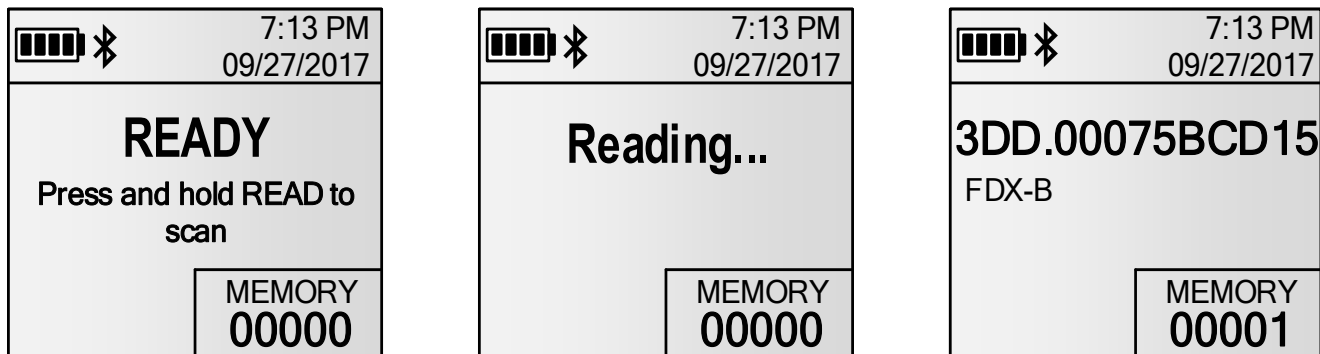 7:13 PM
09/27/2017
READY
Press and hold READ to
scan
MEMORY
00000
7:13 PM
09/27/2017
Reading...
MEMORY
00000
7:13 PM
09/27/2017
3DD.00075BCD15
FDX-B
MEMORY
00001